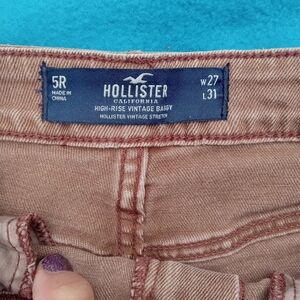 5R
MADE IN
CHINA
HOLLISTER
CALIFORNIA
HIGH-RISE VINTAGE BAGGY
HOLLISTER VINTAGE STRETCH
W27
L31